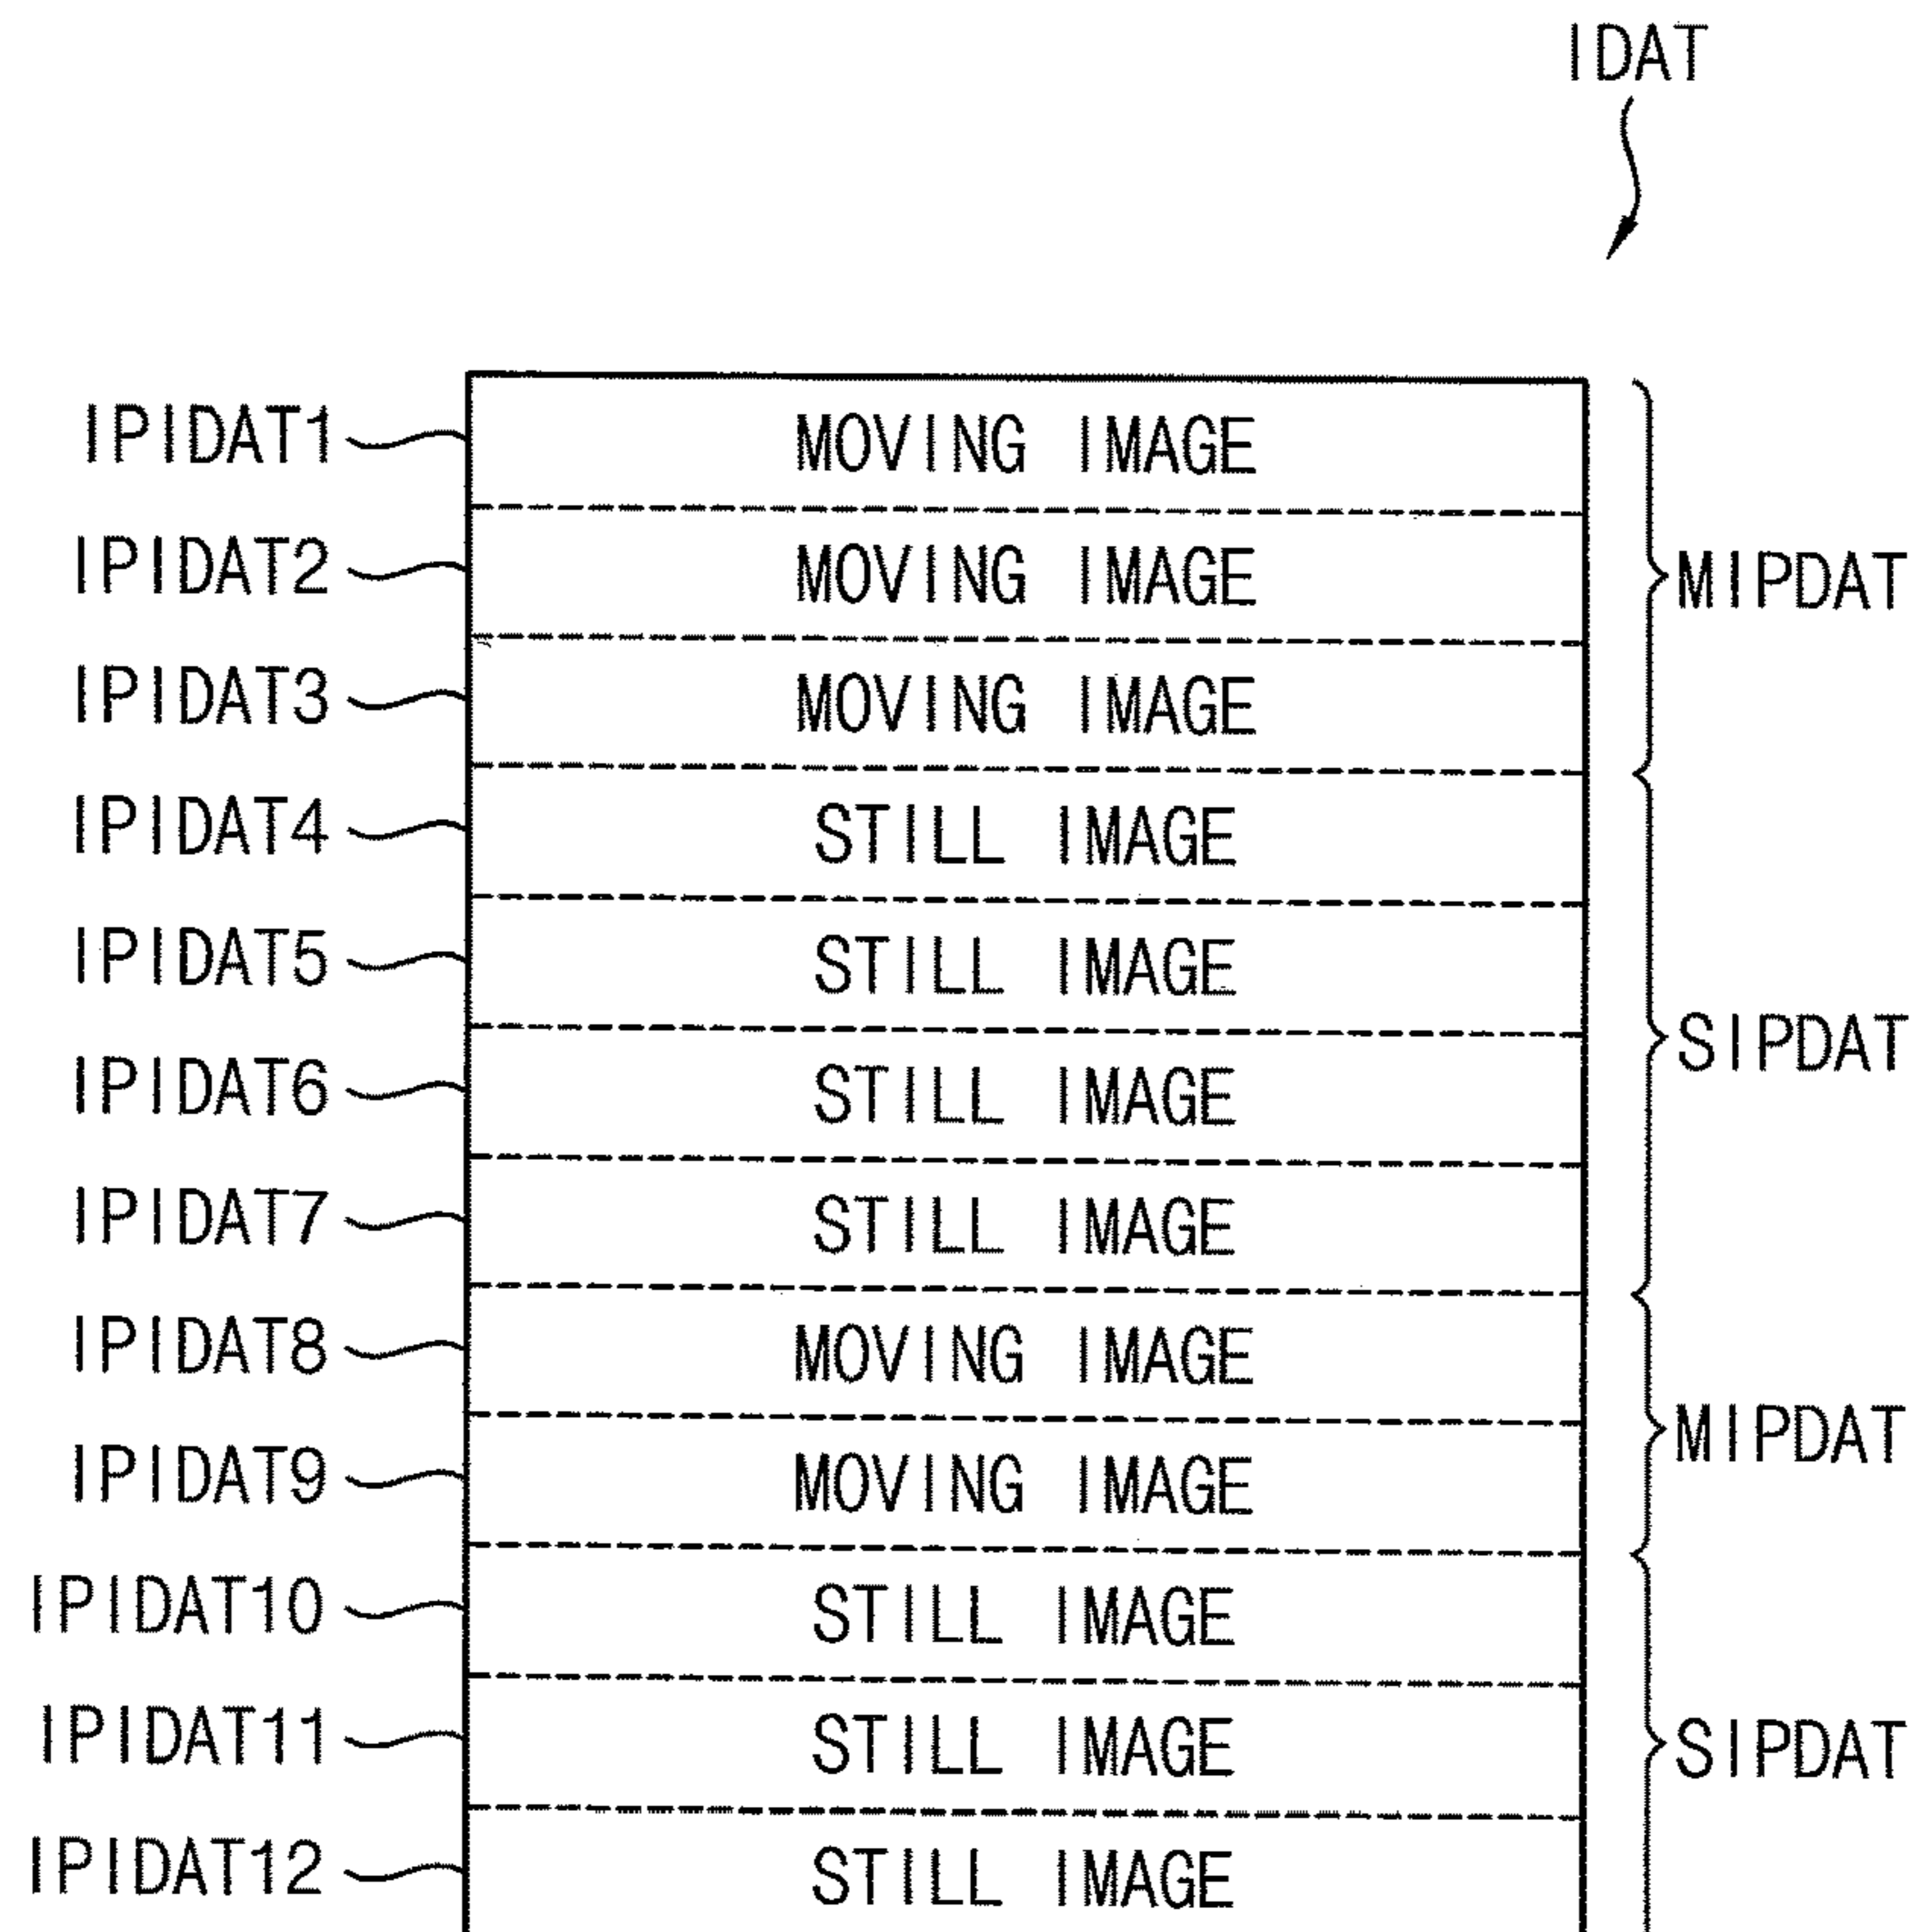 IDAT
IPIDAT1 MOVING IMAGE
IPIDAT2 MOVING IMAGE MIPDAT
IPIDAT3 MOVING IMAGE
IPIDAT4 STILL IMAGE
IPIDAT5 STILL IMAGE
SIPDAT
IPIDAT6 STILL IMAGE
IPIDAT7 STILL IMAGE
IPIDAT8 MOVING IMAGE
MIPDAT
IPIDAT9 MOVING IMAGE
IPIDAT10 STILL IMAGE
IPIDAT11 STILL IMAGE SIPDAT
IPIDAT12 STILL IMAGE